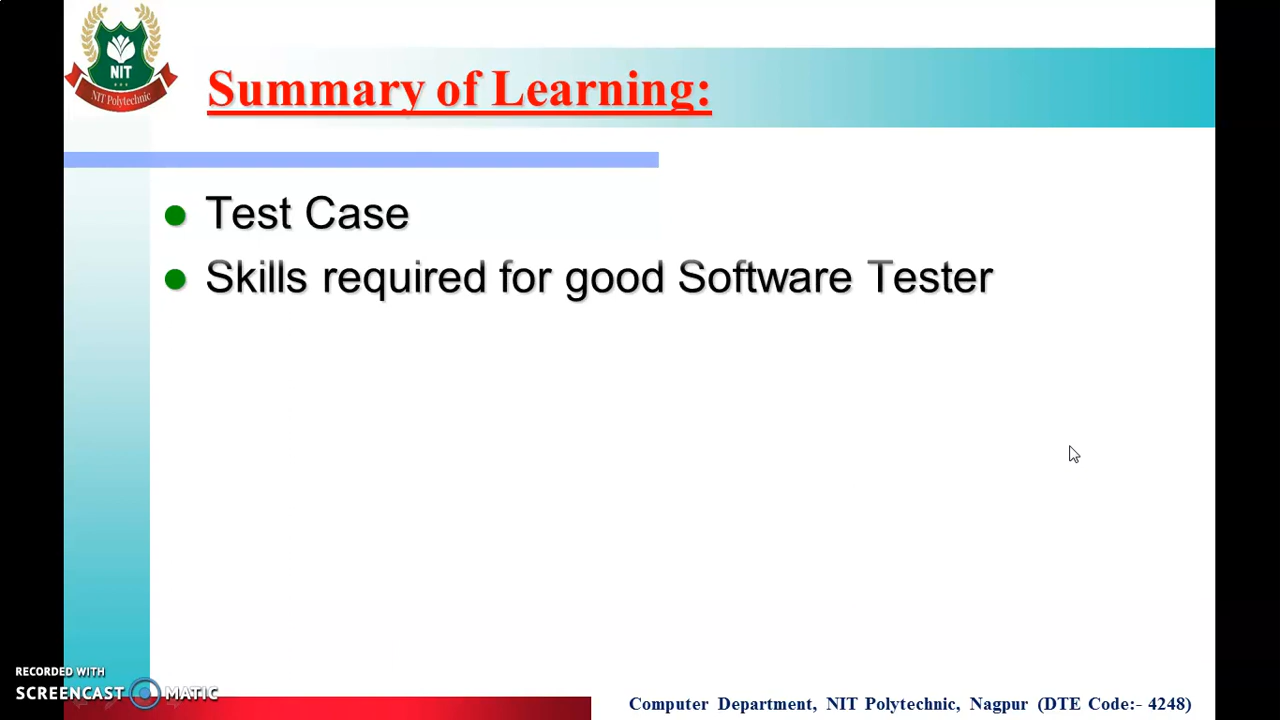 NIT
NIT Polytechnic
Summary of Learning:
Test Case
Skills required for good Software Tester
RECORDED WITH
SCREENCAST MATIC
Computer Department, NIT Polytechnic, Nagpur (DTE Code:- 4248)